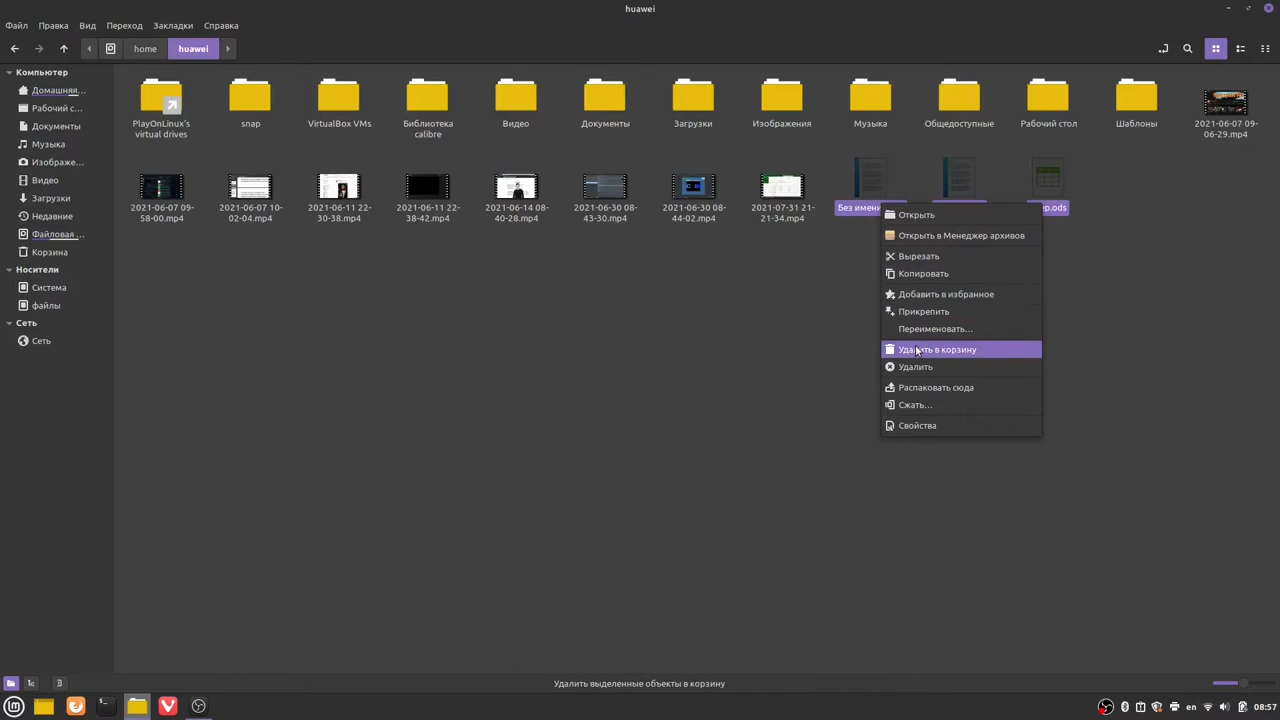 huawei
Файл Правка Вид Переход Закладки Справка
home huawei
Компьютер
Домашняя...
Рабочий с...
Документы
Музыка
Изображе...
Видео
Загрузки
Недавние
Файловая ...
Корзина
Носители
Система
файлы
Сеть
Сеть
PlayOnLinux's
virtual drives
snap
VirtualBox VMs
Библиотека
calibre
Видео
Документы
Загрузки
Изображения
Музыка
Общедоступные
Рабочий стол
Шаблоны
2021-06-07 09-
06-29.mp4
2021-06-07 09-
58-00.mp4
2021-06-07 10-
02-04.mp4
2021-06-11 22-
30-38.mp4
2021-06-11 22-
38-42.mp4
2021-06-14 08-
40-28.mp4
2021-06-30 08-
43-30.mp4
2021-06-30 08-
44-02.mp4
2021-07-31 21-
21-34.mp4
Без имени
ер.ods
Открыть
Открыть в Менеджер архивов
Вырезать
Копировать
Добавить в избранное
Прикрепить
Переименовать...
Удалить в корзину
Удалить
Распаковать сюда
Сжать...
Свойства
Удалить выделенные объекты в корзину
en 08:57